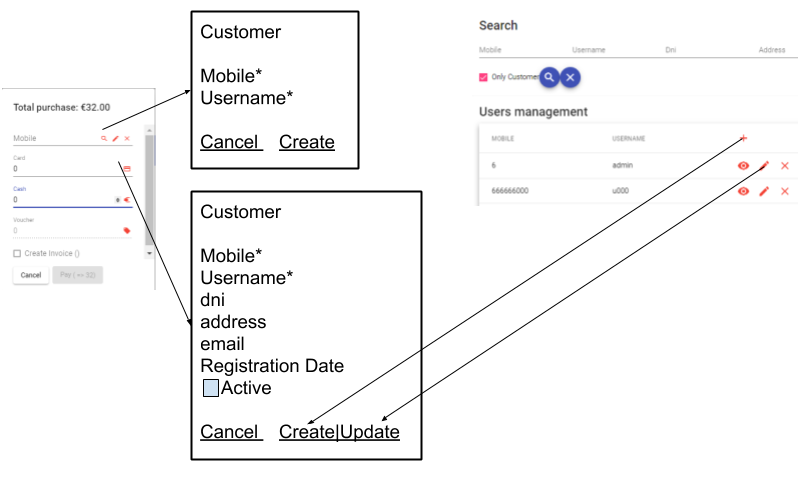 Total purchase: €32.00
Mobile
Card
0
Cash
0
Voucher
0
Create Invoice ()
Cancel Pay ( == 32)
Customer
Mobile*
Username*
Cancel Create
Customer
Mobile*
Username*
dni
address
email
Registration Date
Active
Cancel Create|Update
Search
Mobile Username Dni Address
Only Customer
Users management
MOBILE USERNAME
6 admin
666666000 u000